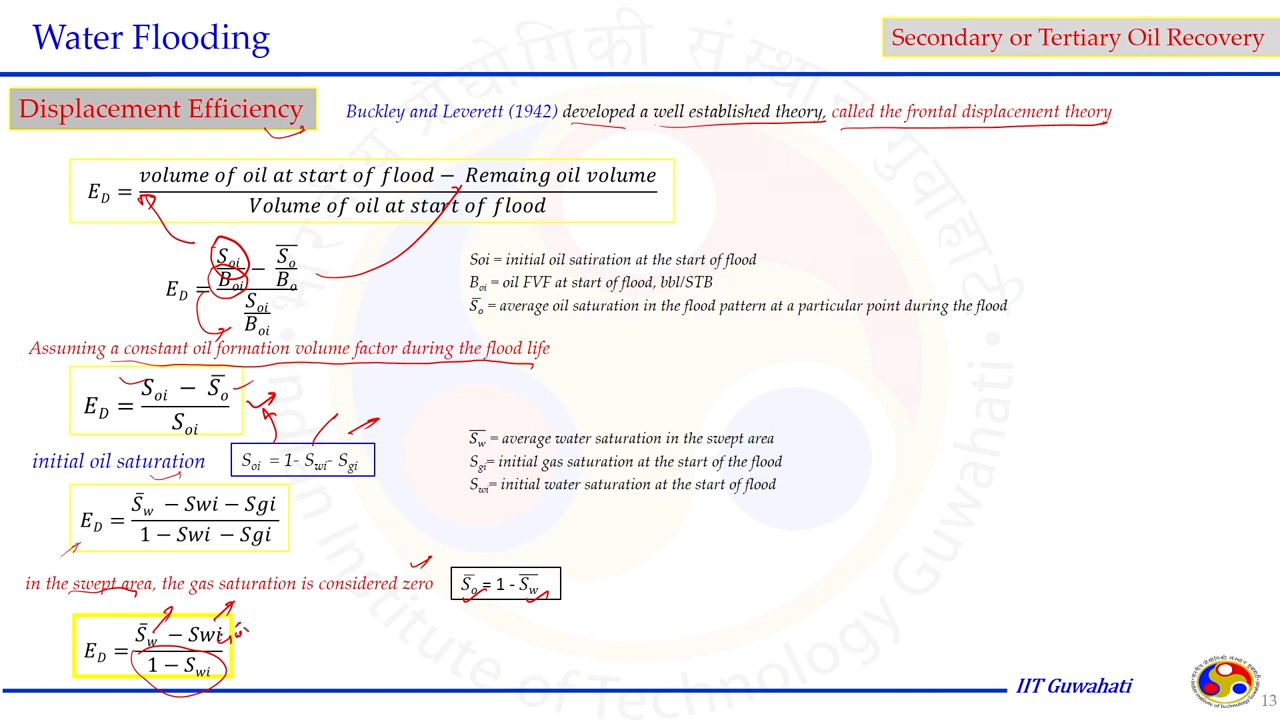 Water Flooding
Secondary or Tertiary Oil Recovery
Displacement Efficiency
Buckley and Leverett (1942) developed a well established theory, called the frontal displacement theory
E_D = (volume of oil at start of flood − Remaing oil volume) / (Volume of oil at start of flood)
E_D = (S_oi/B_oi − S̅_o/B_o) / (S_oi/B_oi)
Soi = initial oil satiration at the start of flood
B_oi = oil FVF at start of flood, bbl/STB
S̅_o = average oil saturation in the flood pattern at a particular point during the flood
Assuming a constant oil formation volume factor during the flood life
E_D = (S_oi − S̅_o) / S_oi
initial oil saturation
S_oi = 1- S_wi- S_gi
S̅_w = average water saturation in the swept area
S_gi= initial gas saturation at the start of the flood
S_wi= initial water saturation at the start of flood
E_D = (S̅_w − Swi − Sgi) / (1 − Swi − Sgi)
in the swept area, the gas saturation is considered zero
S̅_o = 1 - S̅_w
E_D = (S̅_w − Swi) / (1 − S_wi)
IIT Guwahati
13
Indian Institute of Technology Guwahati